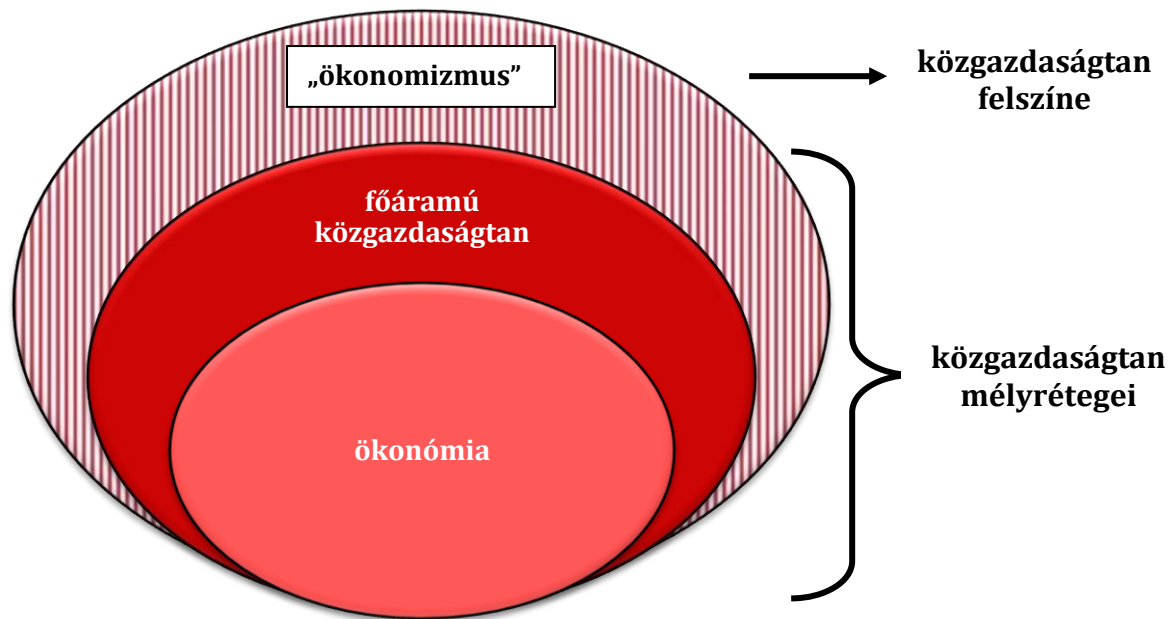 „ökonomizmus”
közgazdaságtan
felszíne
főáramú
közgazdaságtan
közgazdaságtan
mélyrétegei
ökonómia